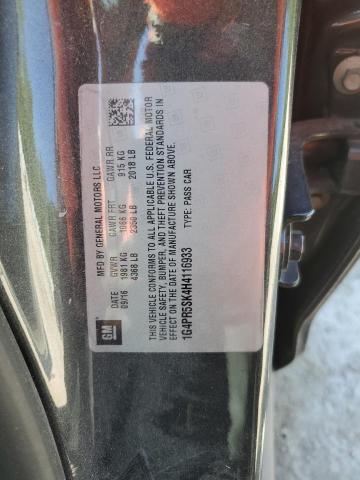 MFD BY GENERAL MOTORS LLC
DATE GVWR GAWR FRT GAWR RR
09/16 1981 KG 1066 KG 915 KG
4368 LB 2350 LB 2018 LB
GM
THIS VEHICLE CONFORMS TO ALL APPLICABLE U.S. FEDERAL MOTOR
VEHICLE SAFETY, BUMPER, AND THEFT PREVENTION STANDARDS IN
EFFECT ON THE DATE OF MANUFACTURE SHOWN ABOVE.
1G4PR5SK4H4116933 TYPE: PASS CAR